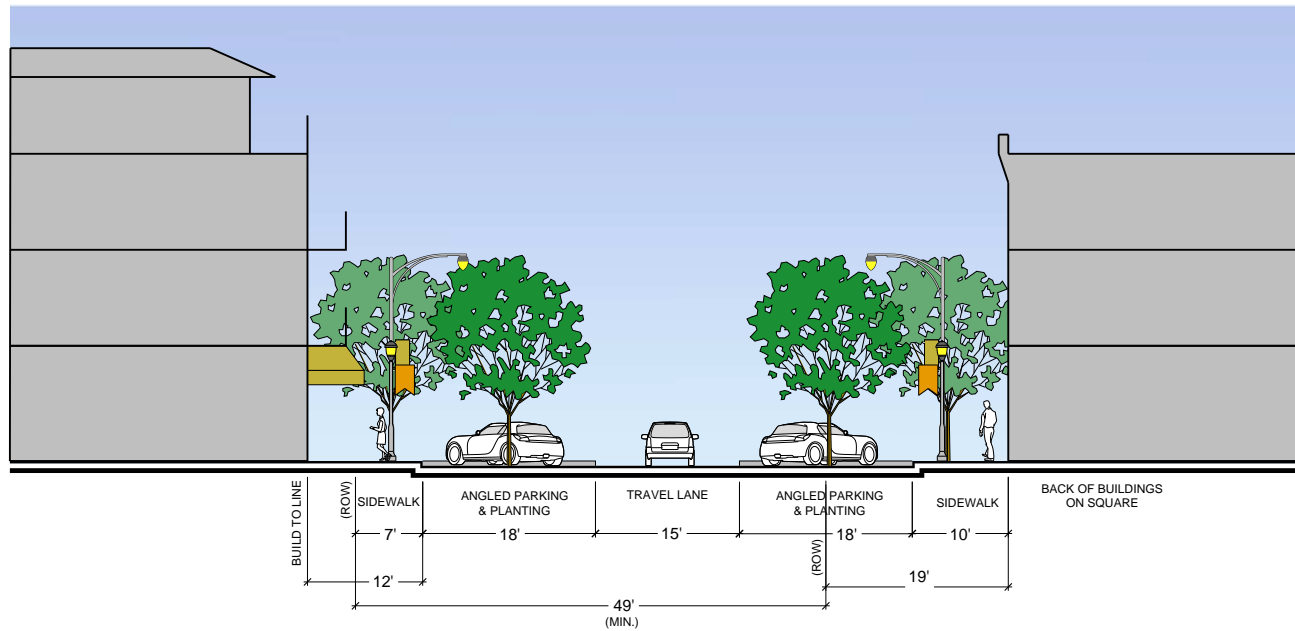 BUILD TO LINE
(ROW)
SIDEWALK
ANGLED PARKING
& PLANTING
TRAVEL LANE
ANGLED PARKING
& PLANTING
SIDEWALK
BACK OF BUILDINGS
ON SQUARE
7'
18'
15'
18'
10'
(ROW)
12'
19'
49'
(MIN.)